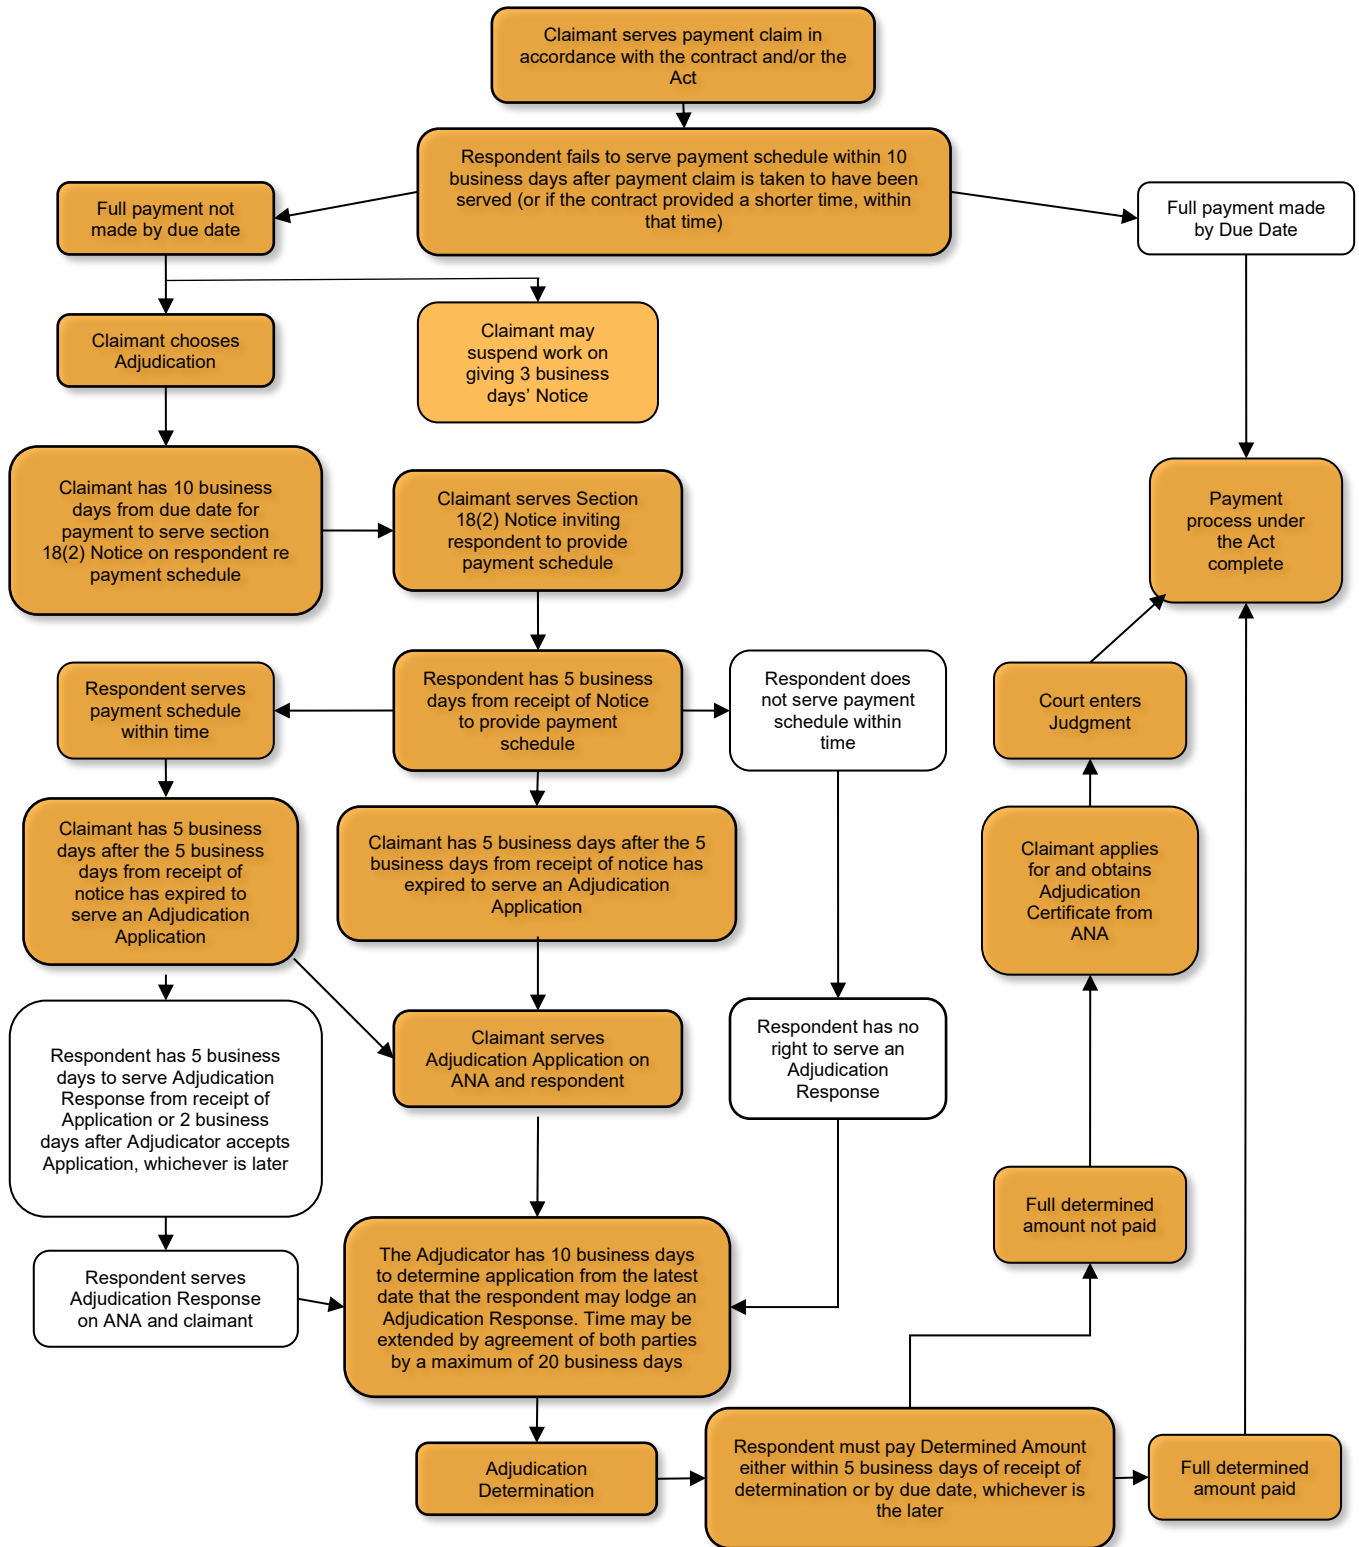 Claimant serves payment claim in
accordance with the contract and/or the
Act
Respondent fails to serve payment schedule within 10
business days after payment claim is taken to have been
served (or if the contract provided a shorter time, within
that time)
Full payment not
made by due date
Full payment made
by Due Date
Claimant chooses
Adjudication
Claimant may
suspend work on
giving 3 business
days’ Notice
Claimant has 10 business
days from due date for
payment to serve section
18(2) Notice on respondent re
payment schedule
Claimant serves Section
18(2) Notice inviting
respondent to provide
payment schedule
Payment
process under
the Act
complete
Respondent serves
payment schedule
within time
Respondent has 5 business
days from receipt of Notice
to provide payment
schedule
Respondent does
not serve payment
schedule within
time
Court enters
Judgment
Claimant has 5 business
days after the 5 business
days from receipt of
notice has expired to
serve an Adjudication
Application
Claimant has 5 business days after the 5
business days from receipt of notice has
expired to serve an Adjudication
Application
Claimant applies
for and obtains
Adjudication
Certificate from
ANA
Respondent has 5 business
days to serve Adjudication
Response from receipt of
Application or 2 business
days after Adjudicator accepts
Application, whichever is later
Claimant serves
Adjudication Application on
ANA and respondent
Respondent has no
right to serve an
Adjudication
Response
Full determined
amount not paid
Respondent serves
Adjudication Response
on ANA and claimant
The Adjudicator has 10 business days
to determine application from the latest
date that the respondent may lodge an
Adjudication Response. Time may be
extended by agreement of both parties
by a maximum of 20 business days
Adjudication
Determination
Respondent must pay Determined Amount
either within 5 business days of receipt of
determination or by due date, whichever is
the later
Full determined
amount paid